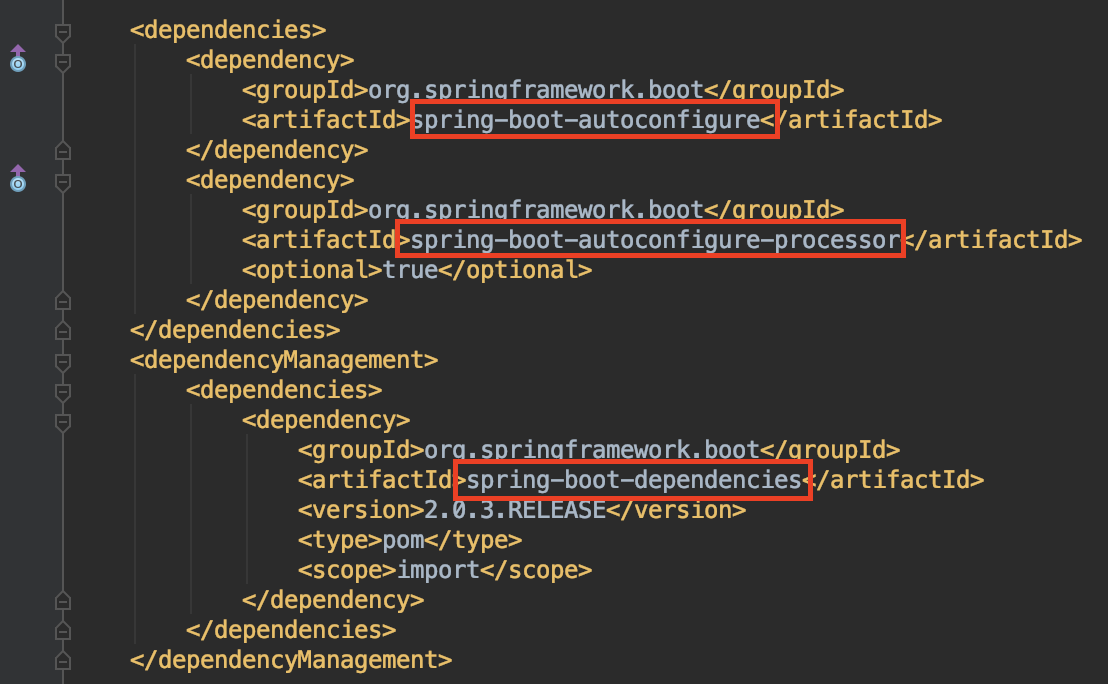 <dependencies>
<dependency>
<groupId>org.springframework.boot</groupId>
<artifactId>spring-boot-autoconfigure</artifactId>
</dependency>
<dependency>
<groupId>org.springframework.boot</groupId>
<artifactId>spring-boot-autoconfigure-processor</artifactId>
<optional>true</optional>
</dependency>
</dependencies>
<dependencyManagement>
<dependencies>
<dependency>
<groupId>org.springframework.boot</groupId>
<artifactId>spring-boot-dependencies</artifactId>
<version>2.0.3.RELEASE</version>
<type>pom</type>
<scope>import</scope>
</dependency>
</dependencies>
</dependencyManagement>